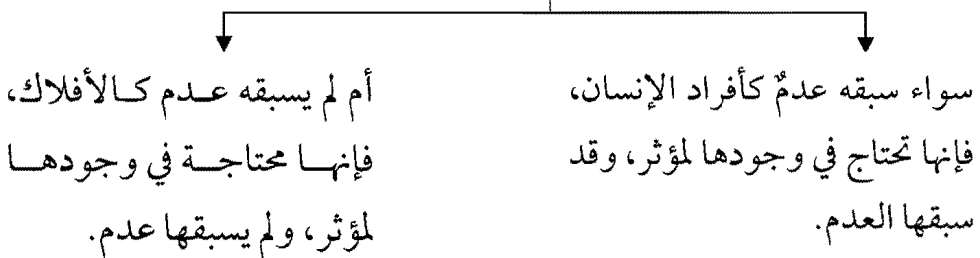 سواء سبقه عدمٌ كأفراد الإنسان،
فإنها تحتاج في وجودها لمؤثر، وقد
سبقها العدم.
أم لم يسبقه عـدم كـالأفلاك،
فإنهـا محتاجـة في وجودهـا
لمؤثر، ولم يسبقها عدم.